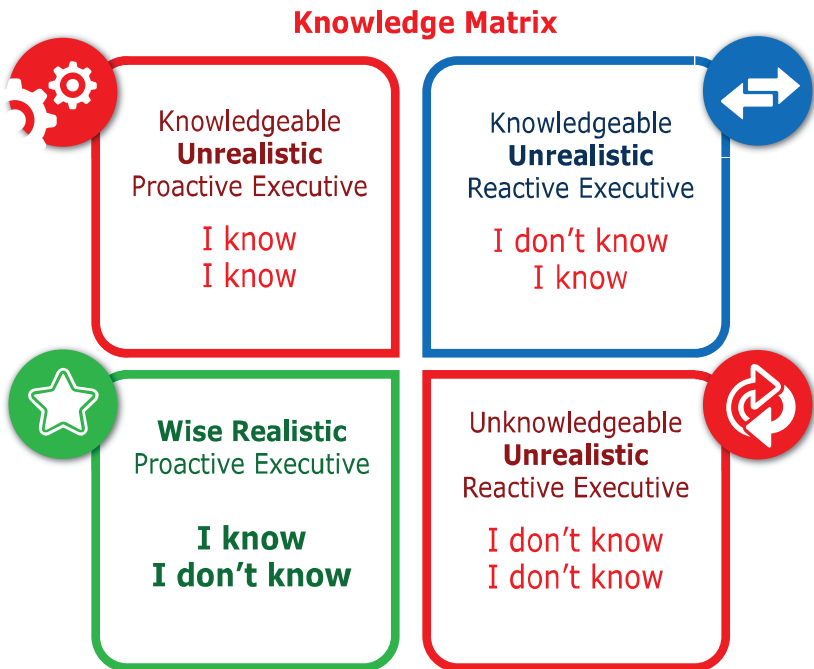 Knowledge Matrix
Knowledgeable
Unrealistic
Proactive Executive
I know
I know
Knowledgeable
Unrealistic
Reactive Executive
I don’t know
I know
Wise Realistic
Proactive Executive
I know
I don’t know
Unknowledgeable
Unrealistic
Reactive Executive
I don’t know
I don’t know